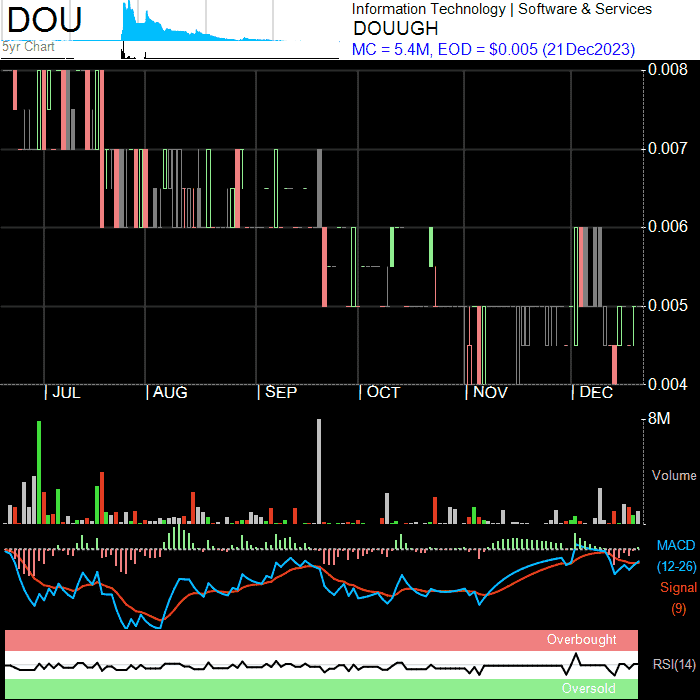 DOU
5yr Chart
Information Technology | Software & Services
DOUUGH
MC = 5.4M, EOD = $0.005 (21Dec2023)
0.008
0.007
0.006
0.005
0.004
| JUL | AUG | SEP | OCT | NOV | DEC
8M
Volume
MACD
(12-26)
Signal
(9)
Overbought
RSI(14)
Oversold